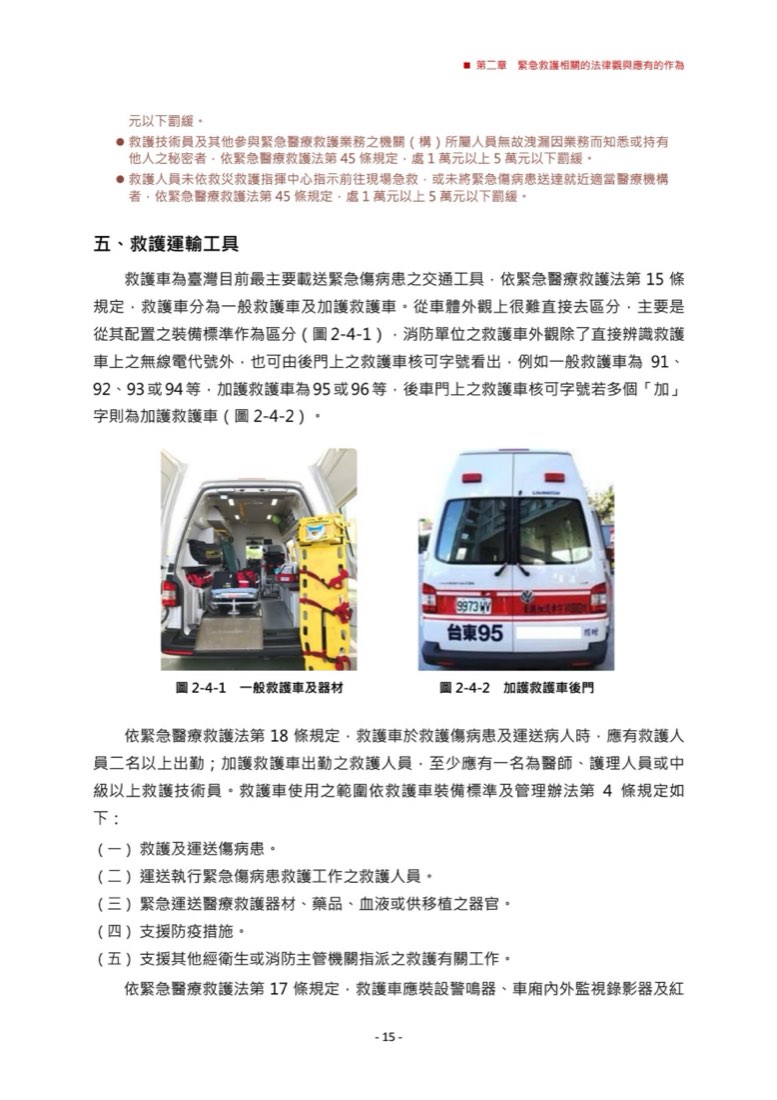 ■ 第二章 緊急救護相關的法律觀與應有的作為
元以下罰緩。
● 救護技術員及其他參與緊急醫療救護業務之機關（構）所屬人員無故洩漏因業務而知悉或持有
他人之秘密者，依緊急醫療救護法第 45 條規定，處 1 萬元以上 5 萬元以下罰緩。
● 救護人員未依救災救護指揮中心指示前往現場急救，或未將緊急傷病患送達就近適當醫療機構
者，依緊急醫療救護法第 45 條規定，處 1 萬元以上 5 萬元以下罰緩。
五、救護運輸工具
救護車為臺灣目前最主要載送緊急傷病患之交通工具，依緊急醫療救護法第 15 條
規定，救護車分為一般救護車及加護救護車。從車體外觀上很難直接去區分，主要是
從其配置之裝備標準作為區分（圖 2-4-1），消防單位之救護車外觀除了直接辨識救護
車上之無線電代號外，也可由後門上之救護車核可字號看出，例如一般救護車為 91、
92、93 或 94 等，加護救護車為 95 或 96 等，後車門上之救護車核可字號若多個「加」
字則為加護救護車（圖 2-4-2）。
9973 WV
台東95
圖 2-4-1 一般救護車及器材
圖 2-4-2 加護救護車後門
依緊急醫療救護法第 18 條規定，救護車於救護傷病患及運送病人時，應有救護人
員二名以上出勤；加護救護車出勤之救護人員，至少應有一名為醫師、護理人員或中
級以上救護技術員。救護車使用之範圍依救護車裝備標準及管理辦法第 4 條規定如
下：
（一）救護及運送傷病患。
（二）運送執行緊急傷病患救護工作之救護人員。
（三）緊急運送醫療救護器材、藥品、血液或供移植之器官。
（四）支援防疫措施。
（五）支援其他經衛生或消防主管機關指派之救護有關工作。
依緊急醫療救護法第 17 條規定，救護車應裝設警鳴器、車廂內外監視錄影器及紅
- 15 -